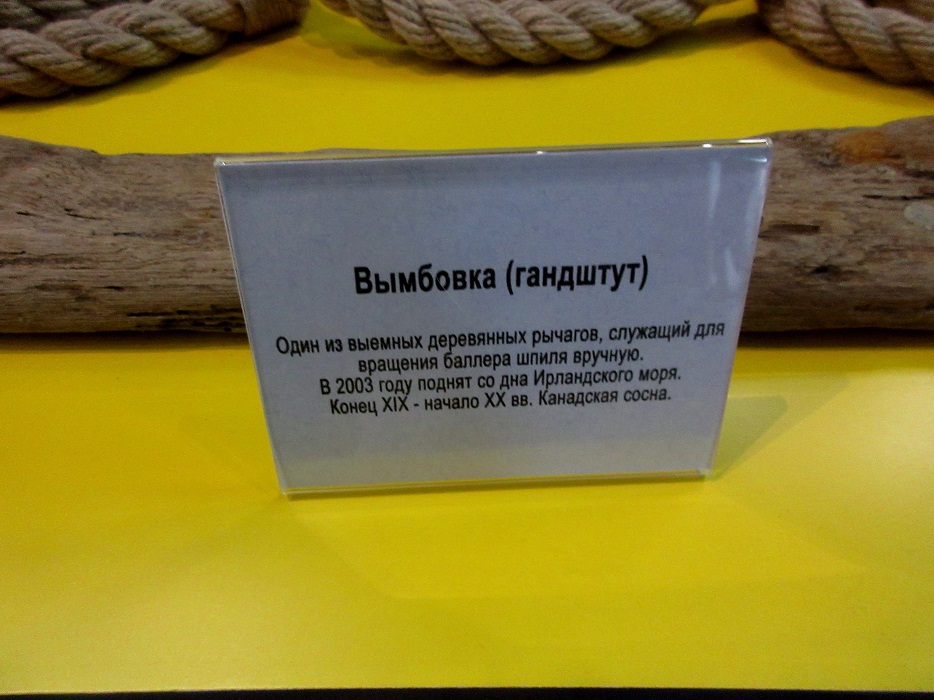 Вымбовка (гандштут)
Один из выемных деревянных рычагов, служащий для
вращения баллера шпиля вручную.
В 2003 году поднят со дна Ирландского моря.
Конец XIX - начало XX вв. Канадская сосна.